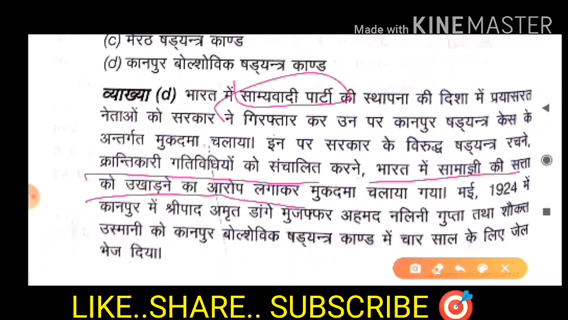 Made with KINEMASTER
(c) मेरठ षड्यन्त्र काण्ड
(d) कानपुर बोल्शेविक षड्यन्त्र काण्ड
व्याख्या (d) भारत में साम्यवादी पार्टी की स्थापना की दिशा में प्रयासरत
नेताओं को सरकार ने गिरफ्तार कर उन पर कानपुर षड्यन्त्र केस के
अन्तर्गत मुकदमा चलाया। इन पर सरकार के विरुद्ध षड्यन्त्र रचने,
क्रान्तिकारी गतिविधियों को संचालित करने, भारत में सामाज्ञी की सत्ता
को उखाड़ने का आरोप लगाकर मुकदमा चलाया गया। मई, 1924 में
कानपुर में श्रीपाद अमृत डांगे मुजफ्फर अहमद नलिनी गुप्ता तथा शौकत
उस्मानी को कानपुर बोल्शेविक षड्यन्त्र काण्ड में चार साल के लिए जेल
भेज दिया।
LIKE..SHARE.. SUBSCRIBE